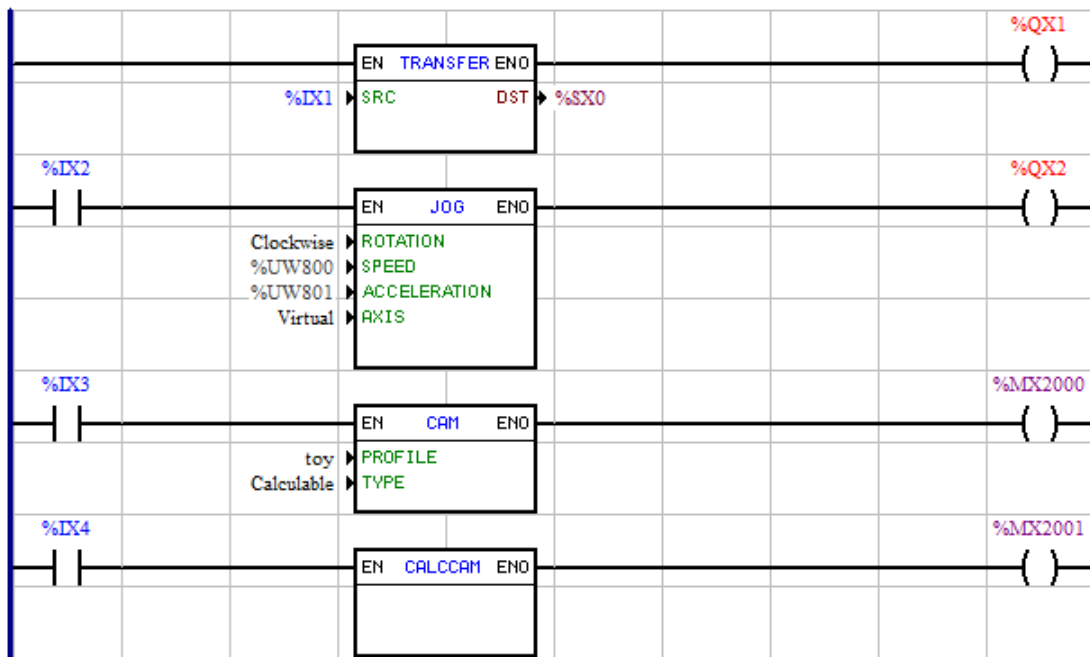 %QX1
EN TRANSFER ENO
%IX1 SRC DST %SX0
%IX2 %QX2
EN JOG ENO
Clockwise ROTATION
%UW800 SPEED
%UW801 ACCELERATION
Virtual AXIS
%IX3 %MX2000
EN CAM ENO
toy PROFILE
Calculable TYPE
%IX4 %MX2001
EN CALCCAM ENO